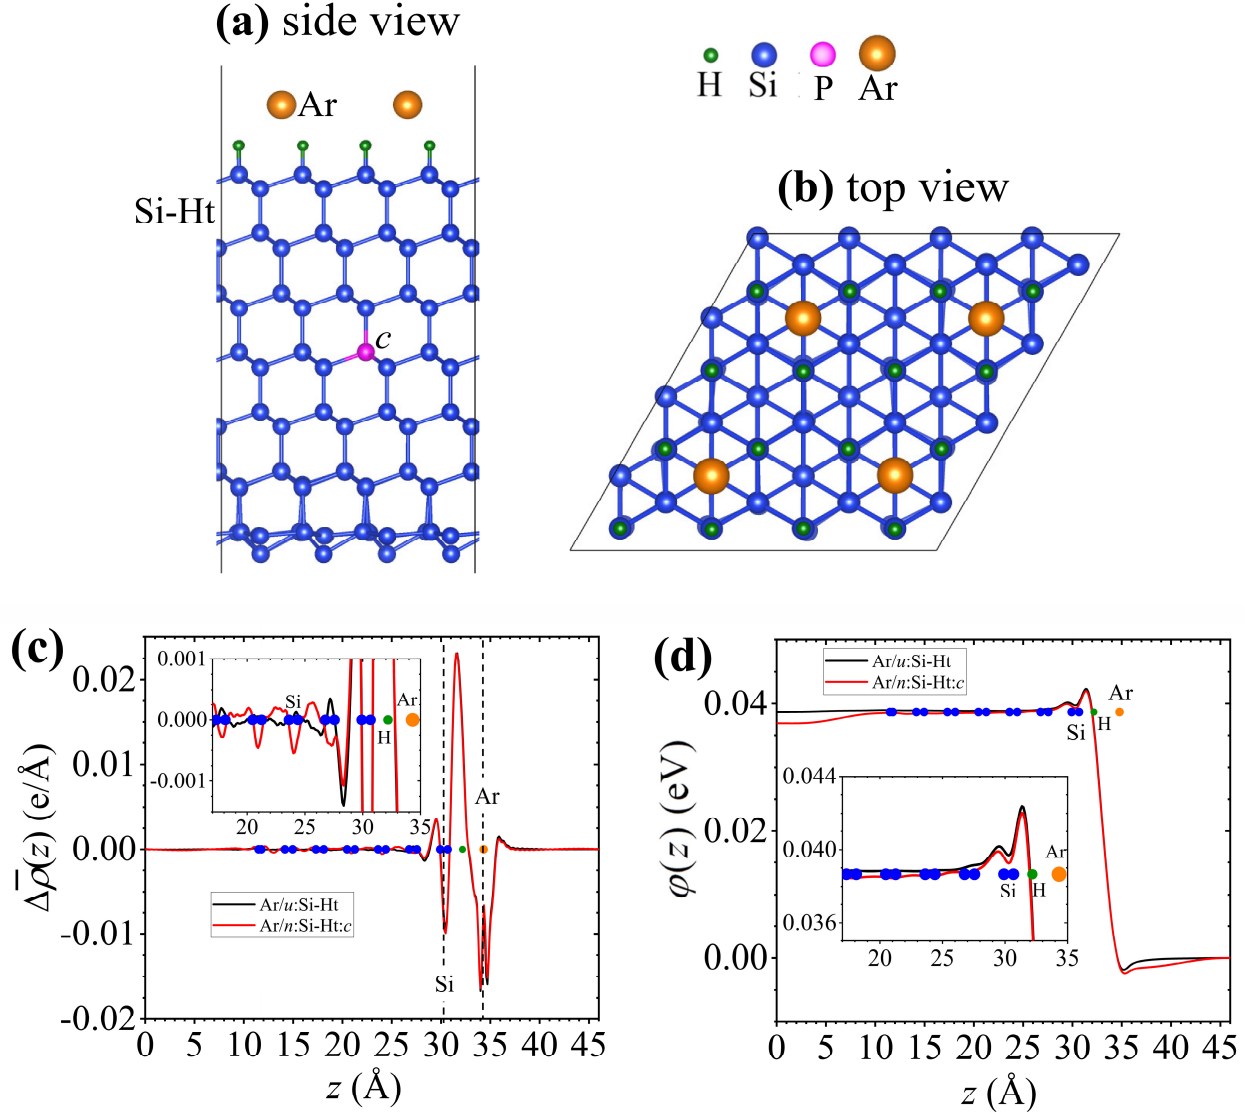 (a) side view
Ar
Si-Ht
c
H Si P Ar
(b) top view
(c)
Δρ̅(z) (e/Å)
0.02
0.01
0.00
-0.01
-0.02
0 5 10 15 20 25 30 35 40 45
z (Å)
0.001
0.000
-0.001
20 25 30 35
Si
H
Ar
Ar
Si
Ar/u:Si-Ht
Ar/n:Si-Ht:c
(d)
φ(z) (eV)
0.04
0.02
0.00
0 5 10 15 20 25 30 35 40 45
z (Å)
Ar/u:Si-Ht
Ar/n:Si-Ht:c
Ar
Si
H
0.044
0.040
0.036
20 25 30 35
Ar
Si
H